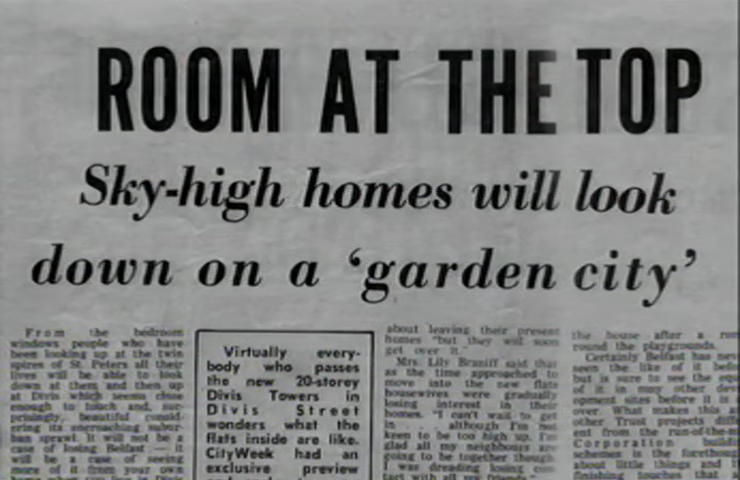 ROOM AT THE TOP
Sky-high homes will look
down on a 'garden city'
From the bedroom
windows people who have
been looking up at the twin
spires of St. Peters all their
lives will be able to look
down at them and then up
at Divis which seems close
enough to touch and, sur-
prisingly, beautiful consid-
ering its encroaching subur-
ban sprawl. It will not be a
case of losing Belfast — it
will be a case of seeing
more of it from your own
Virtually every-
body who passes
the new 20-storey
Divis Towers in
Divis Street
wonders what the
flats inside are like.
CityWeek had an
exclusive preview
about leaving their present
homes "but they will soon
get over it."
Mrs. Lily Braniff said that
as the time approached to
move into the new flats
housewives were gradually
losing interest in their
homes. "I can't wait to get
in . . . although I'm not
keen to be too high up. I'm
glad all my neighbours are
going to be together though.
I was dreading losing con-
tact with all my friends."
the house after a
round the playgrounds.
Certainly Belfast has
seen the like of it
but is sure to see the
of it in may other
opment sites before it is
over. What makes this
other Trust projects
ent from the run-of-the-
Corporation
schemes is the
about little things and
finishing touches that